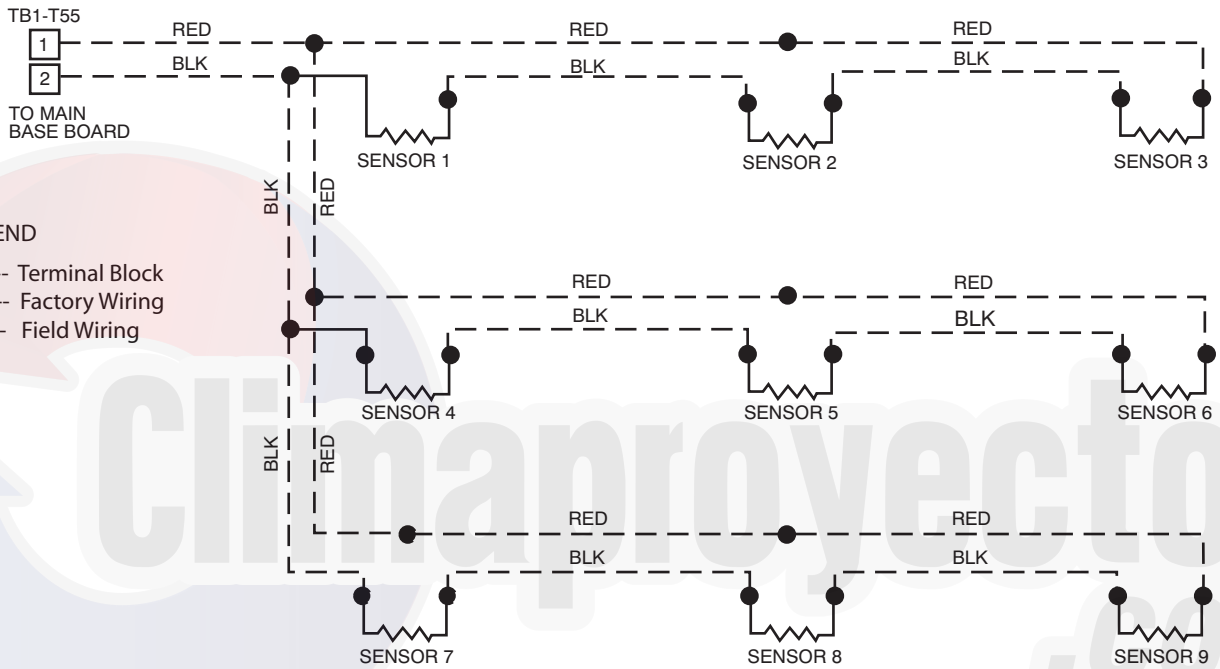 TB1-T55
1
RED
RED
RED
2
BLK
BLK
BLK
TO MAIN
BASE BOARD
SENSOR 1
SENSOR 2
SENSOR 3
BLK
RED
END
-- Terminal Block
-- Factory Wiring
- Field Wiring
RED
RED
BLK
BLK
SENSOR 4
SENSOR 5
SENSOR 6
BLK
RED
Climaproyecto
RED
RED
BLK
BLK
SENSOR 7
SENSOR 8
SENSOR 9
.co